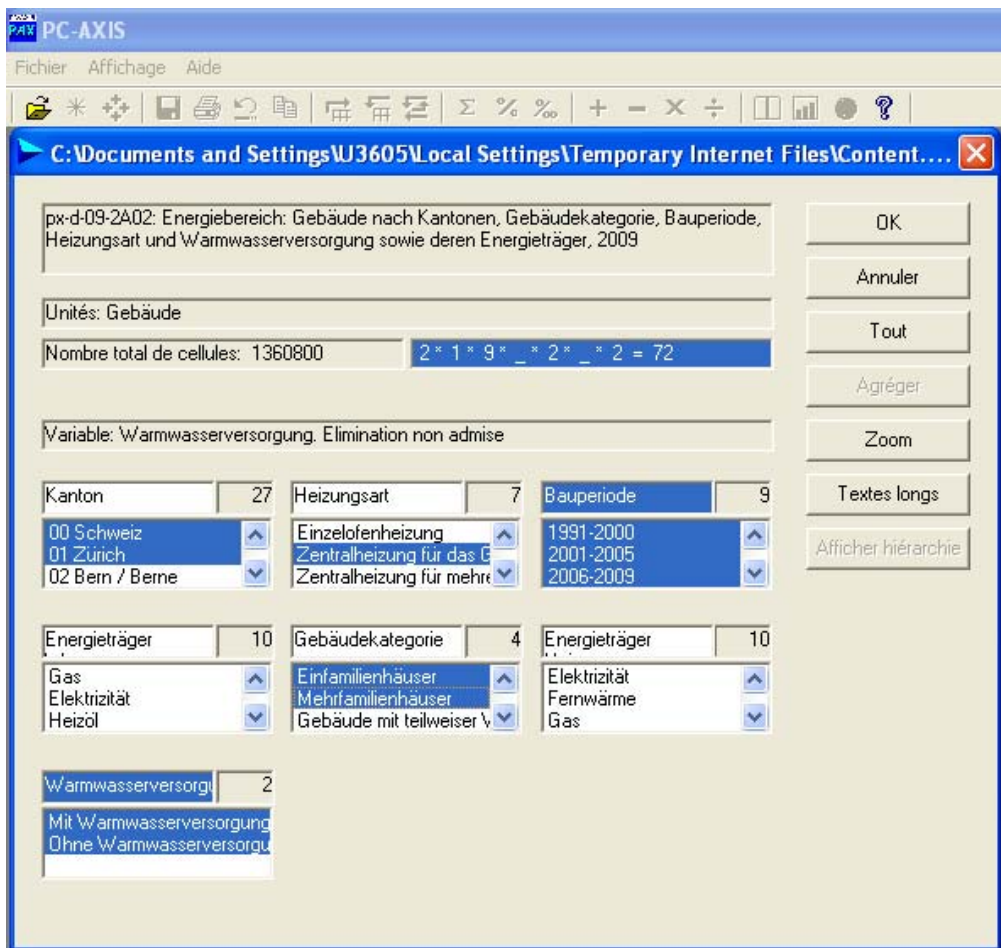 PC-AXIS
Fichier Affichage Aide
C:\Documents and Settings\U3605\Local Settings\Temporary Internet Files\Content....
px-d-09-2A02: Energiebereich: Gebäude nach Kantonen, Gebäudekategorie, Bauperiode,
Heizungsart und Warmwasserversorgung sowie deren Energieträger, 2009
OK
Annuler
Unités: Gebäude
Nombre total de cellules: 1360800
2 * 1 * 9 * _ * 2 * _ * 2 = 72
Tout
Agréger
Variable: Warmwasserversorgung. Elimination non admise
Zoom
Kanton 27
Heizungsart 7
Bauperiode 9
Textes longs
00 Schweiz
01 Zürich
02 Bern / Berne
Einzelofenheizung
Zentralheizung für das G
Zentralheizung für mehre
1991-2000
2001-2005
2006-2009
Afficher hiérarchie
Energieträger 10
Gebäudekategorie 4
Energieträger 10
Gas
Elektrizität
Heizöl
Einfamilienhäuser
Mehrfamilienhäuser
Gebäude mit teilweiser
Elektrizität
Fernwärme
Gas
Warmwasserversorgu 2
Mit Warmwasserversorgung
Ohne Warmwasserversorgu